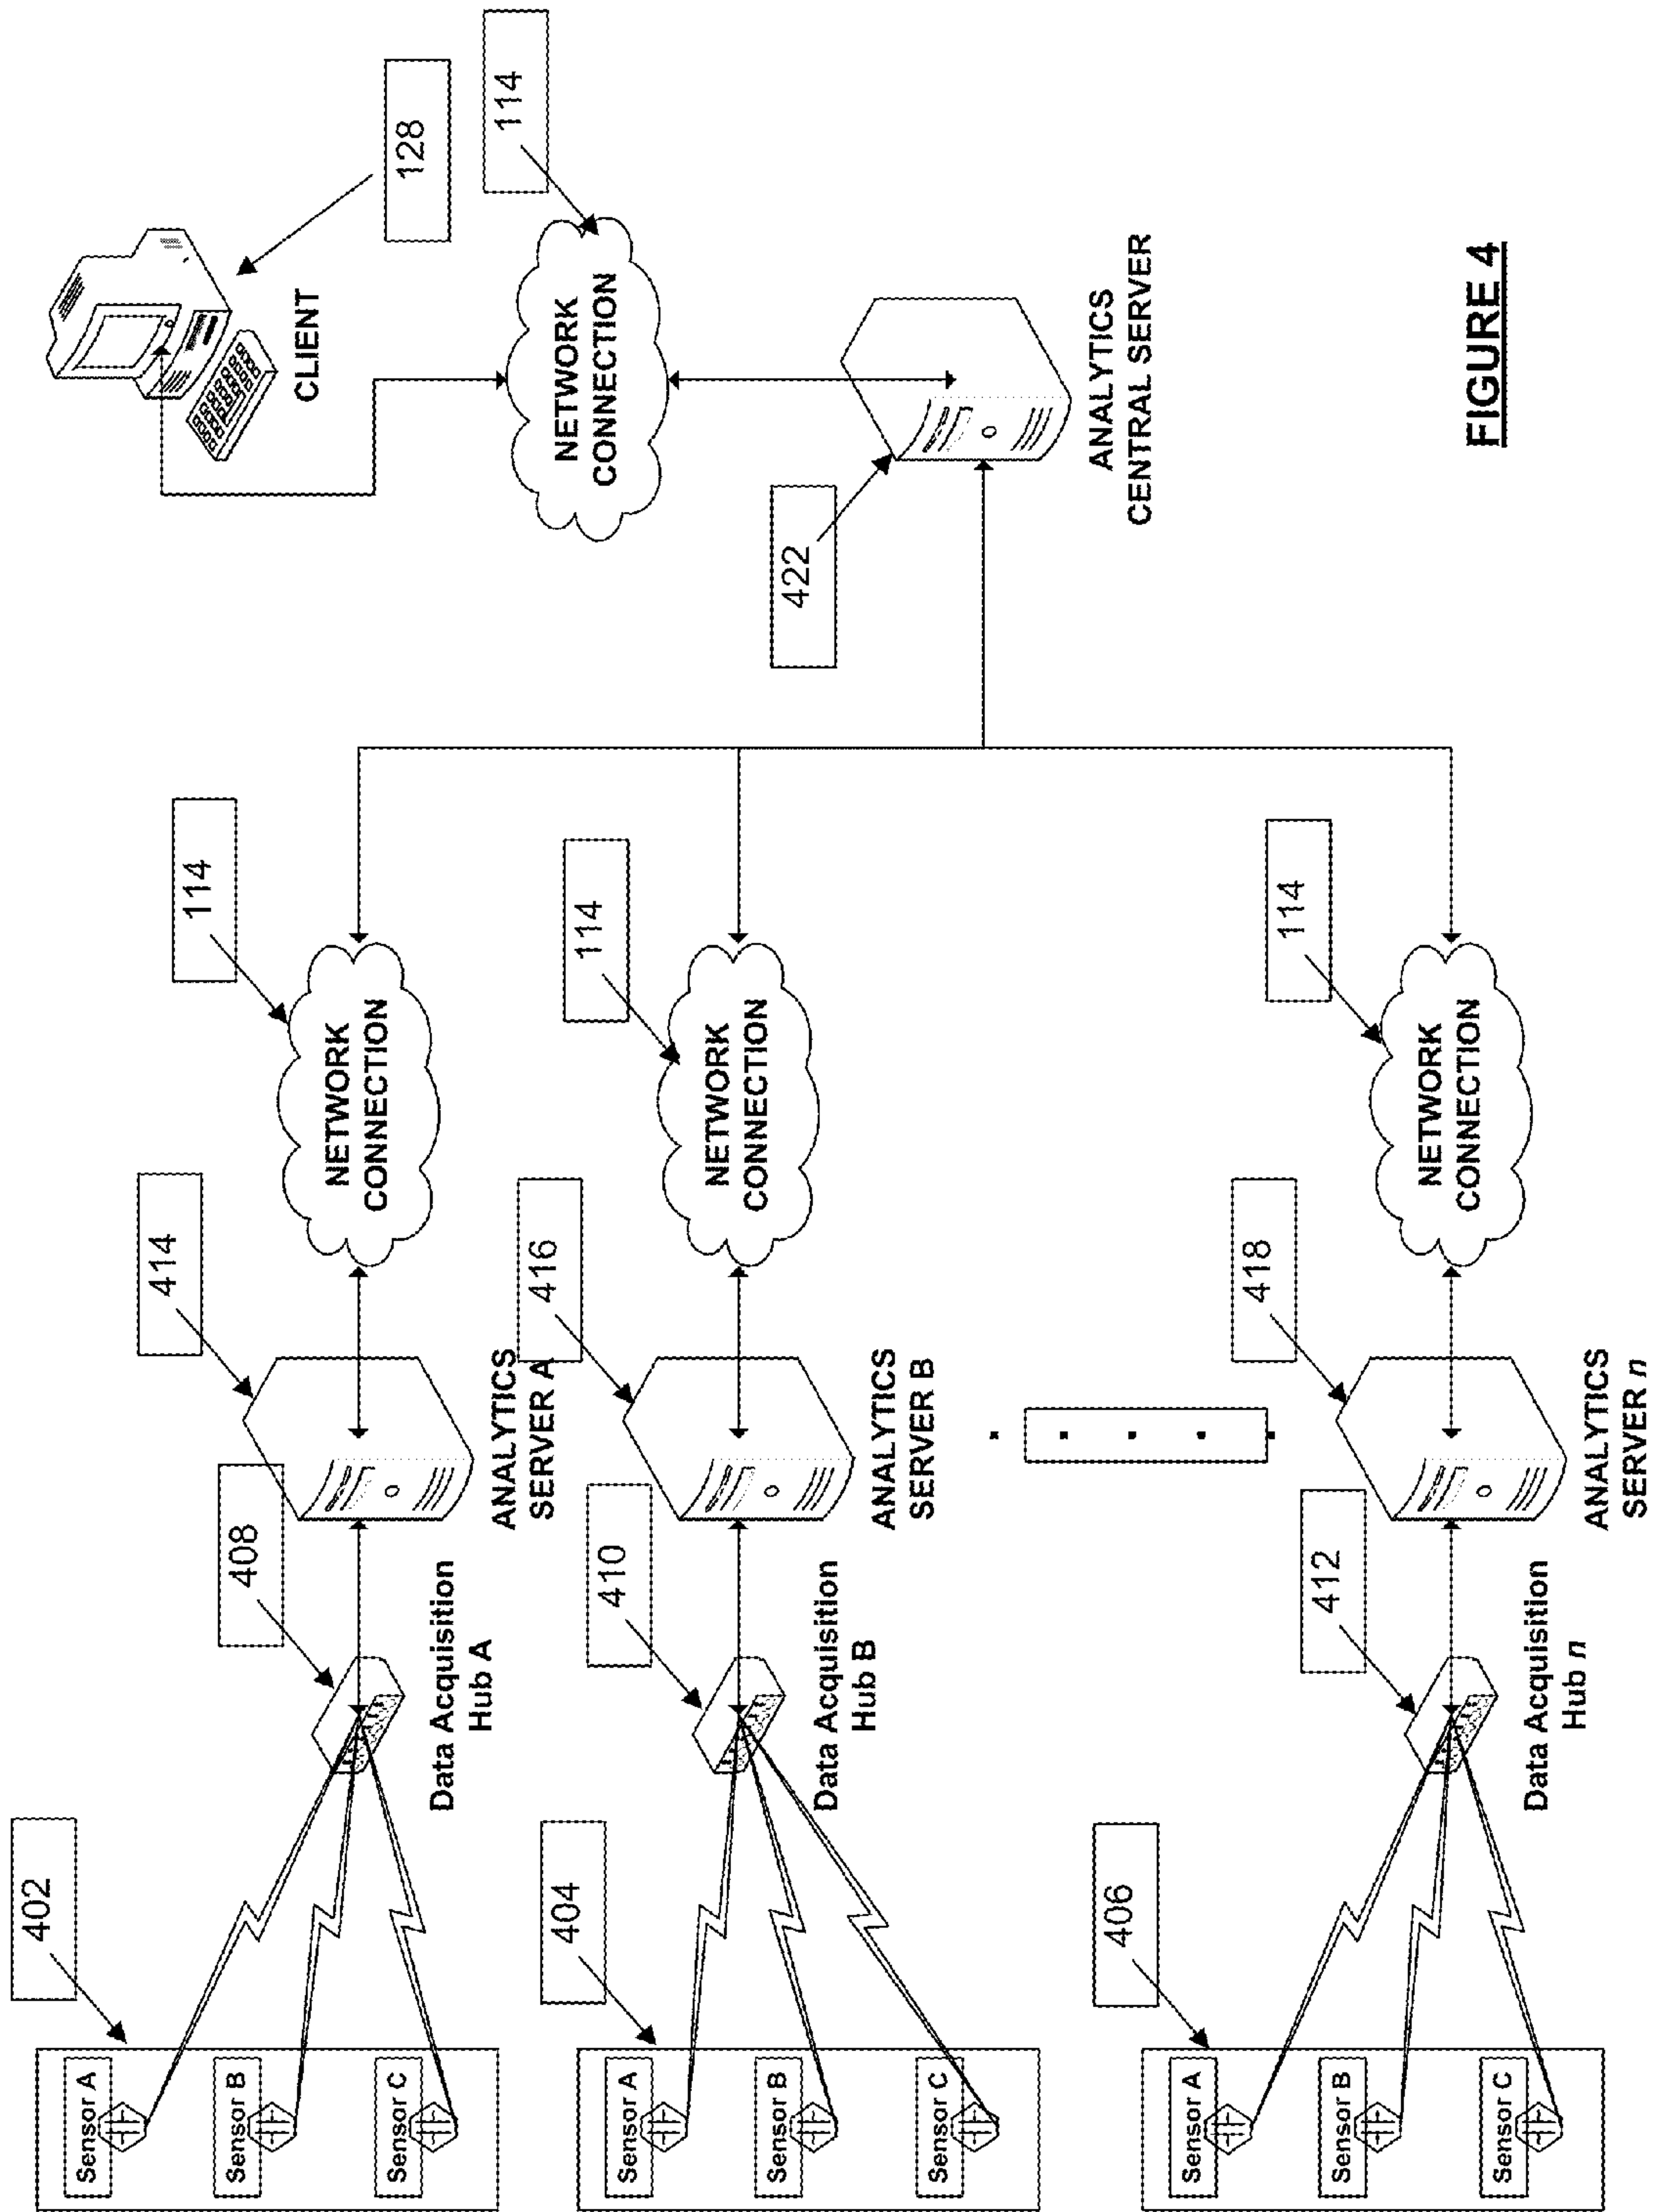 402
Sensor A
Sensor B
Sensor C
408
Data Acquisition
Hub A
414
ANALYTICS
SERVER A
114
NETWORK
CONNECTION
404
Sensor A
Sensor B
Sensor C
410
Data Acquisition
Hub B
416
ANALYTICS
SERVER B
114
NETWORK
CONNECTION
406
Sensor A
Sensor B
Sensor C
412
Data Acquisition
Hub n
418
ANALYTICS
SERVER n
114
NETWORK
CONNECTION
CLIENT
128
114
NETWORK
CONNECTION
422
ANALYTICS
CENTRAL SERVER
FIGURE 4